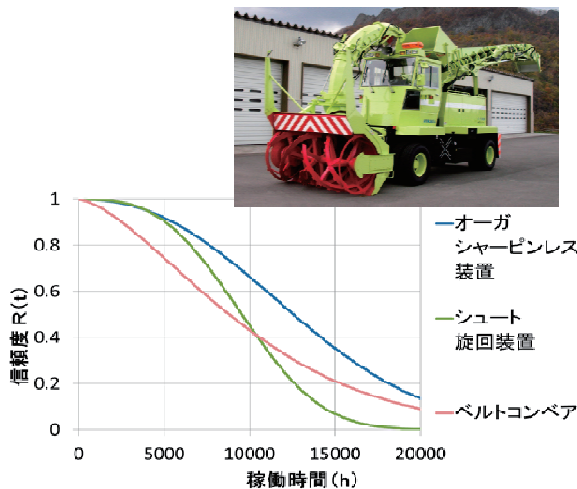 1
0.8
0.6
0.4
0.2
0
信頼度 R(t)
0
5000
10000
15000
20000
稼働時間(h)
オーガ
シャーピンレス
装置
シュート
旋回装置
ベルトコンベア